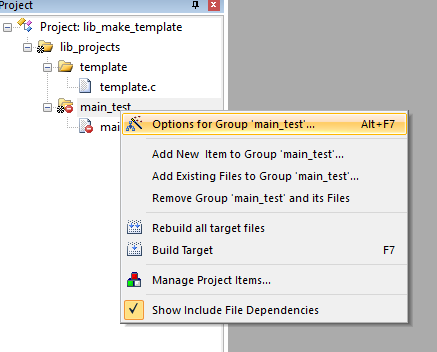 Project
Project: lib_make_template
lib_projects
template
template.c
main_test
mai
Options for Group 'main_test'... Alt+F7
Add New Item to Group 'main_test'...
Add Existing Files to Group 'main_test'...
Remove Group 'main_test' and its Files
Rebuild all target files
Build Target F7
Manage Project Items...
Show Include File Dependencies